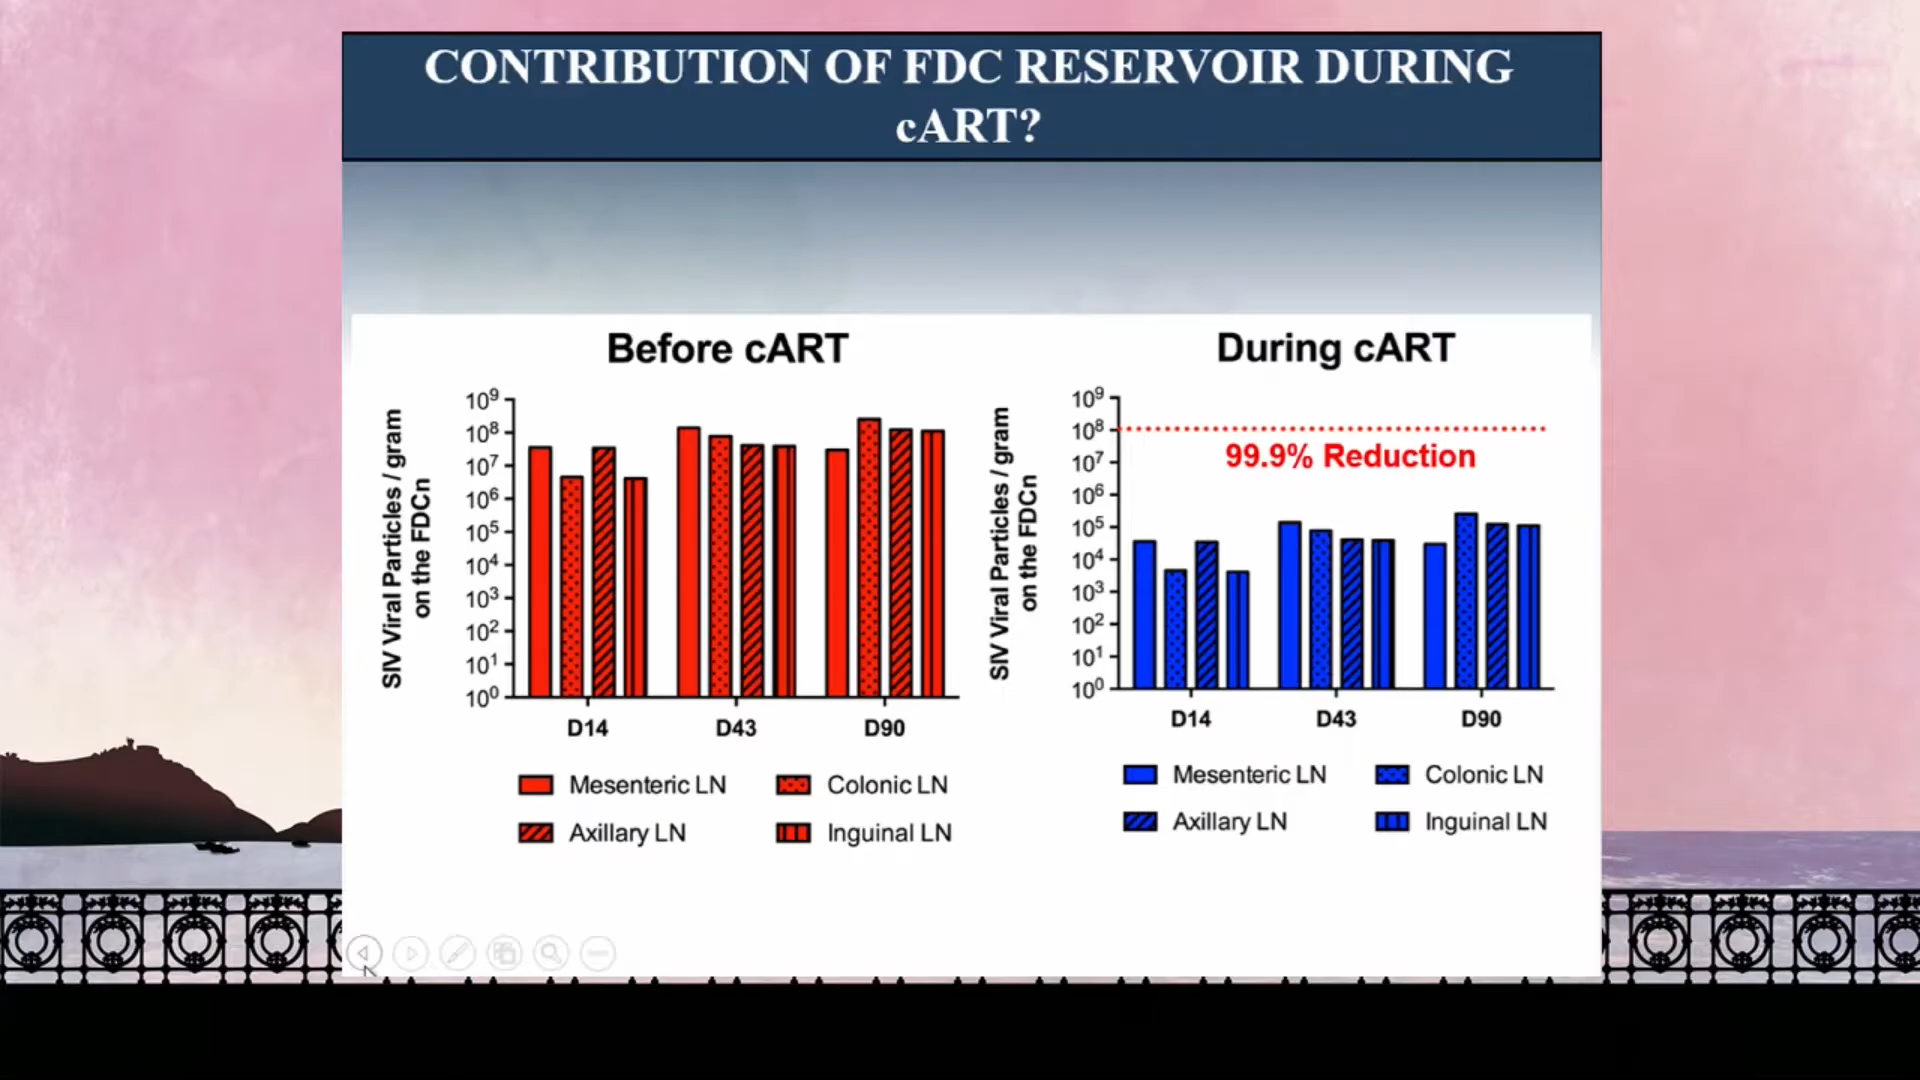 CONTRIBUTION OF FDC RESERVOIR DURING
cART?
Before cART
SIV Viral Particles / gram
on the FDCn
10⁹
10⁸
10⁷
10⁶
10⁵
10⁴
10³
10²
10¹
10⁰
D14 D43 D90
Mesenteric LN Colonic LN
Axillary LN Inguinal LN
During cART
SIV Viral Particles / gram
on the FDCn
10⁹
10⁸
10⁷
10⁶
10⁵
10⁴
10³
10²
10¹
10⁰
99.9% Reduction
D14 D43 D90
Mesenteric LN Colonic LN
Axillary LN Inguinal LN